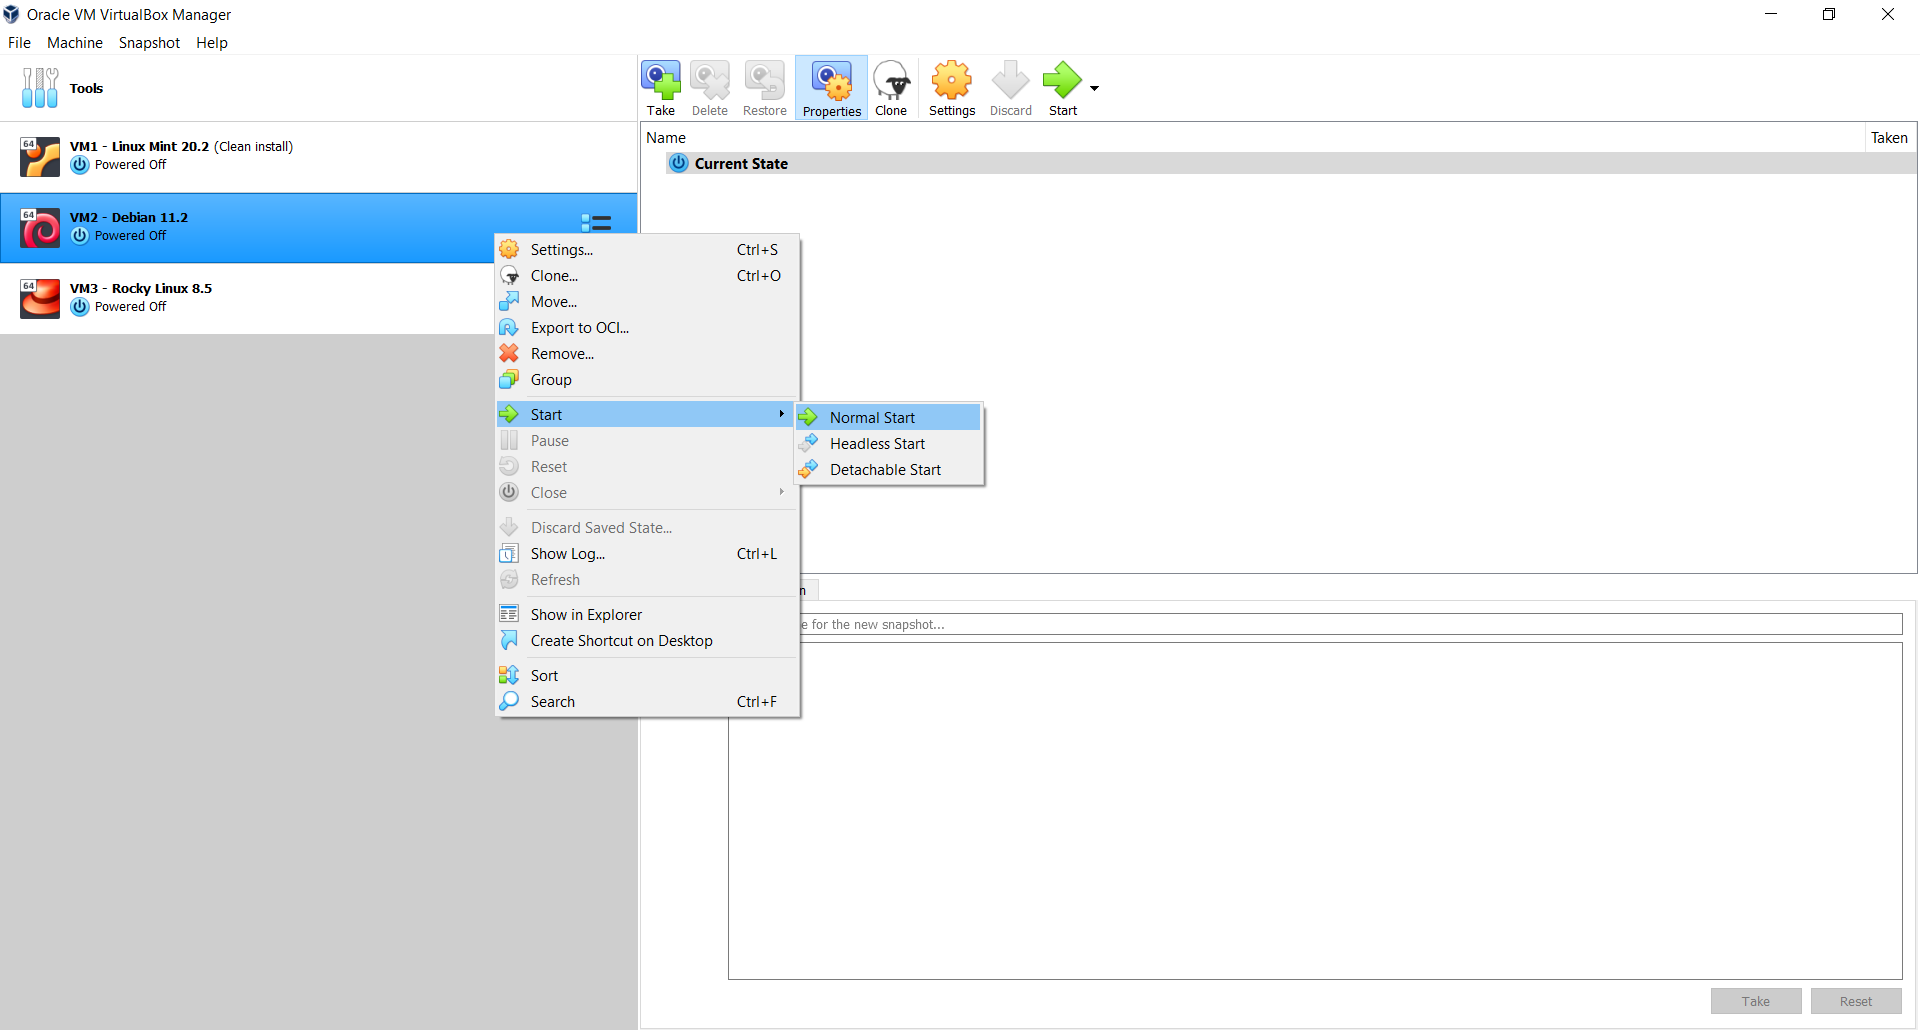 Oracle VM VirtualBox Manager
File Machine Snapshot Help
Tools
64
VM1 - Linux Mint 20.2 (Clean install)
Powered Off
64
VM2 - Debian 11.2
Powered Off
64
VM3 - Rocky Linux 8.5
Powered Off
Take Delete Restore Properties Clone Settings Discard Start
Name Taken
Current State
Settings... Ctrl+S
Clone... Ctrl+O
Move...
Export to OCI...
Remove...
Group
Start
Pause
Reset
Close
Discard Saved State...
Show Log... Ctrl+L
Refresh
Show in Explorer
Create Shortcut on Desktop
Sort
Search Ctrl+F
Normal Start
Headless Start
Detachable Start
n
e for the new snapshot...
Take Reset